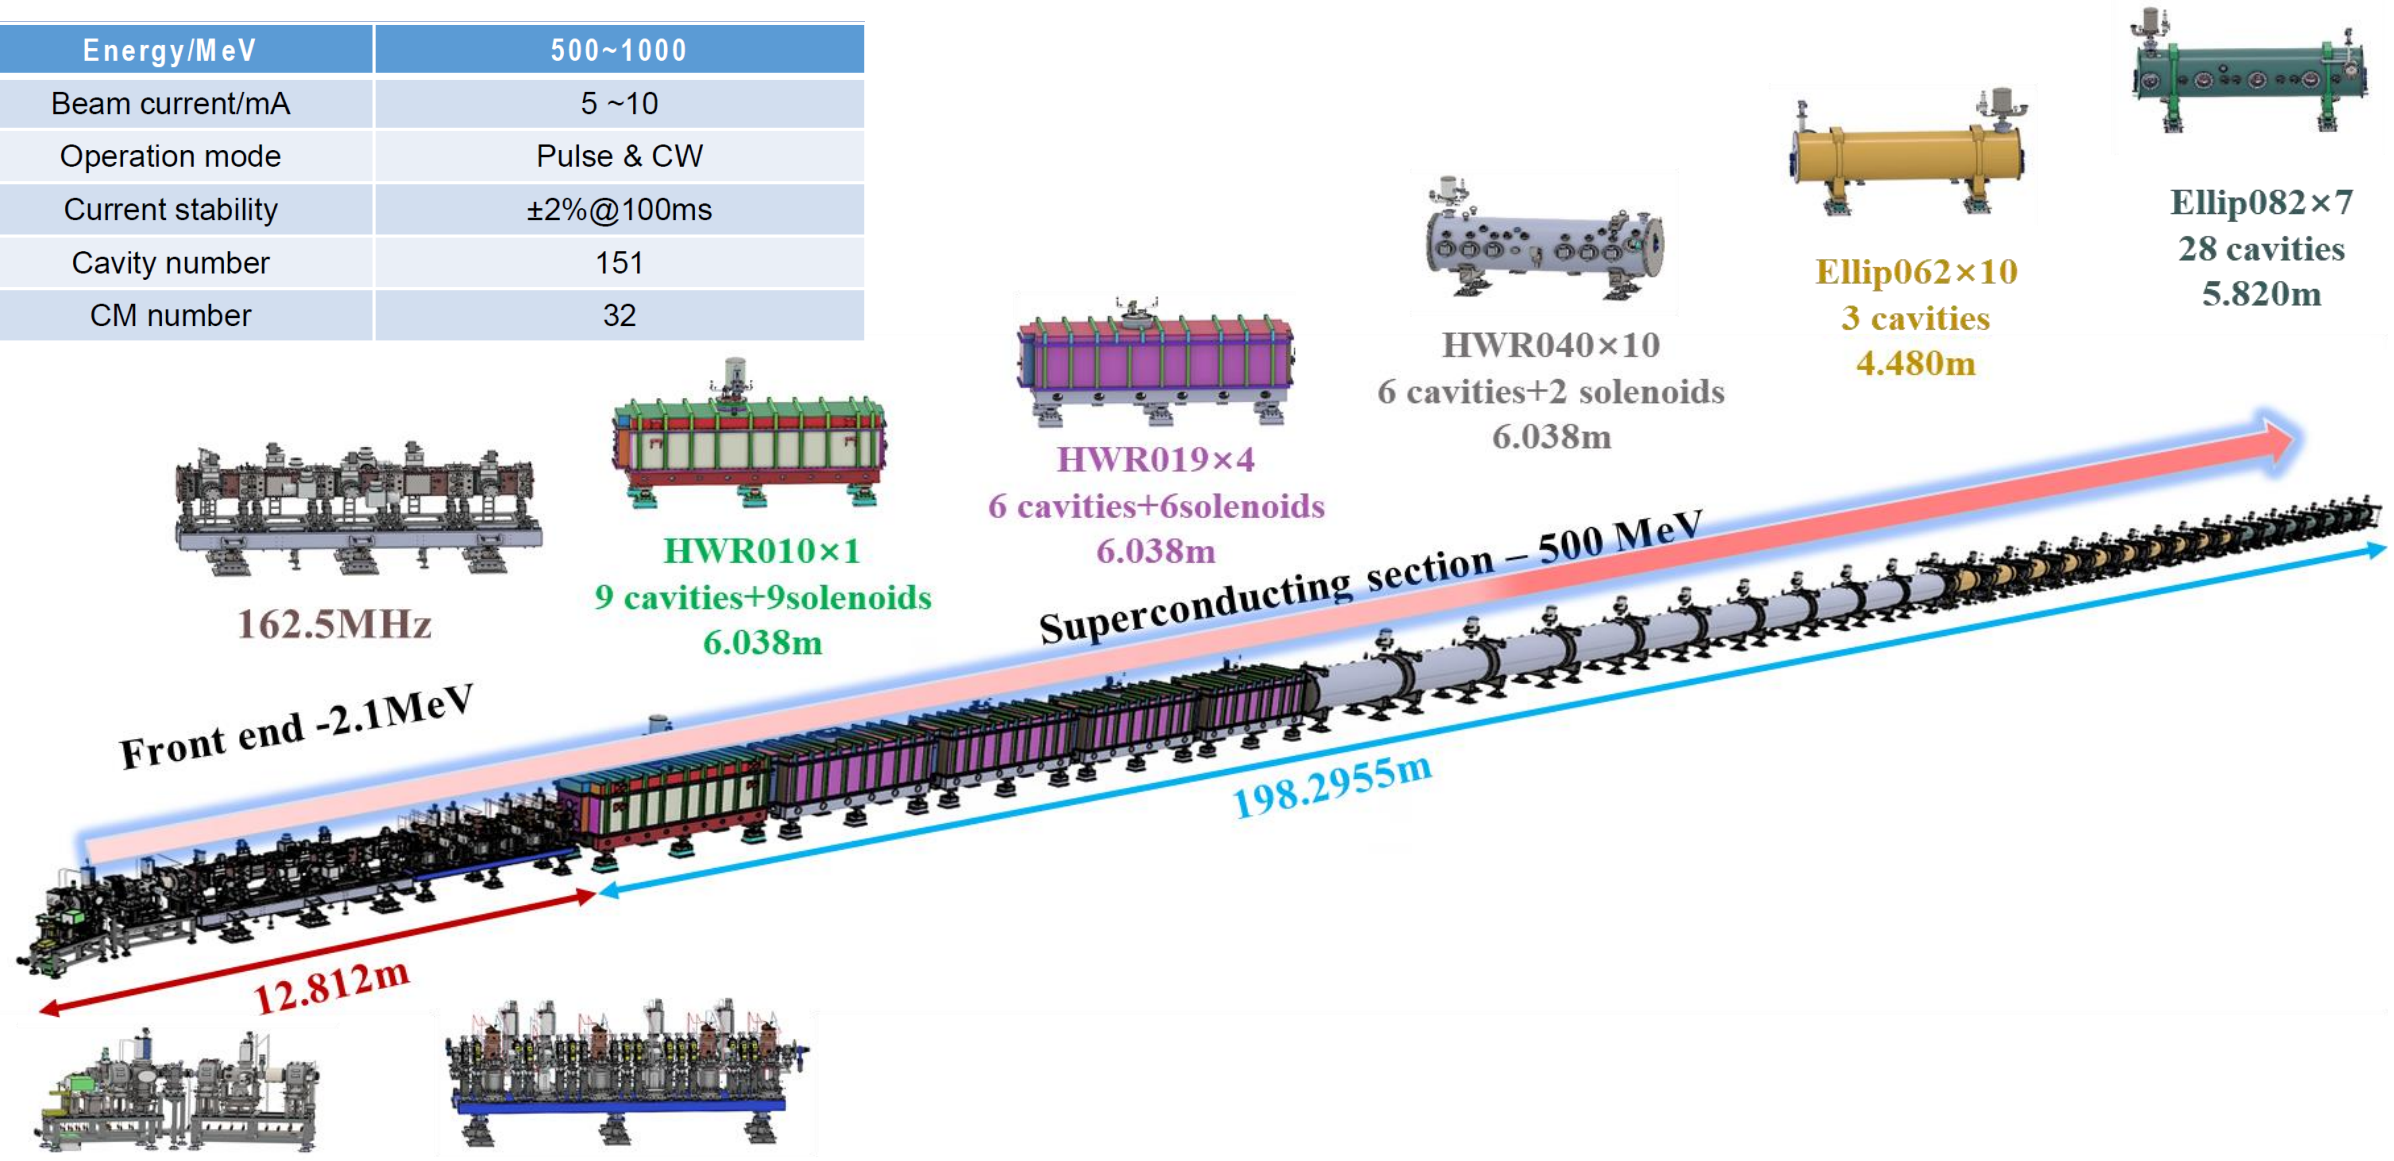 Energy/MeV 500~1000
Beam current/mA 5 ~10
Operation mode Pulse & CW
Current stability ±2%@100ms
Cavity number 151
CM number 32
162.5MHz
HWR010×1
9 cavities+9solenoids
6.038m
HWR019×4
6 cavities+6solenoids
6.038m
HWR040×10
6 cavities+2 solenoids
6.038m
Ellip062×10
3 cavities
4.480m
Ellip082×7
28 cavities
5.820m
Front end -2.1MeV
Superconducting section – 500 MeV
12.812m
198.2955m